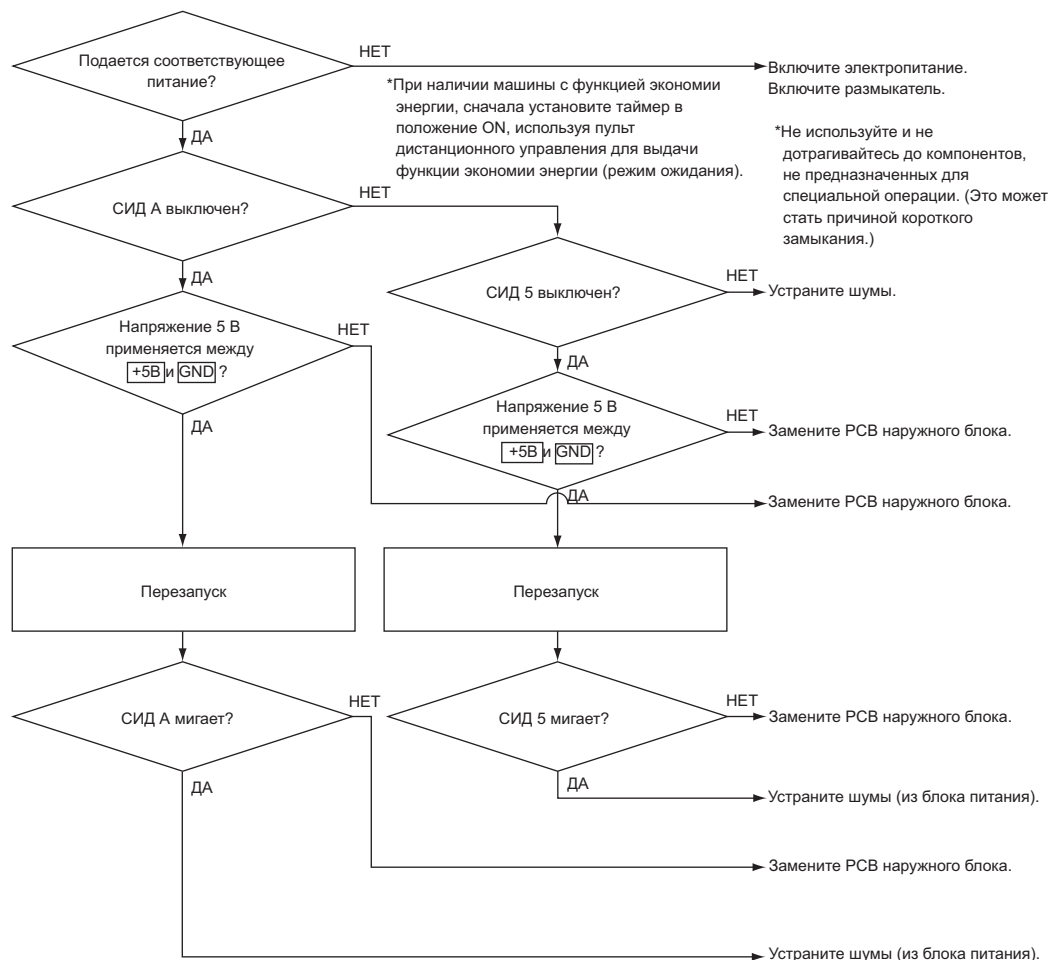 НЕТ
Подается соответствующее
питание?
Включите электропитание.
Включите размыкатель.
*При наличии машины с функцией экономии
энергии, сначала установите таймер в
положение ON, используя пульт
дистанционного управления для выдачи
функции экономии энергии (режим ожидания).
*Не используйте и не
дотрагивайтесь до компонентов,
не предназначенных для
специальной операции. (Это может
стать причиной короткого
замыкания.)
ДА
НЕТ
СИД A выключен?
ДА
СИД 5 выключен?
НЕТ
Устраните шумы.
Напряжение 5 В
применяется между
+5В и GND ?
НЕТ
ДА
ДА
Напряжение 5 В
применяется между
+5В и GND ?
НЕТ
Замените PCB наружного блока.
ДА
Замените PCB наружного блока.
Перезапуск
Перезапуск
СИД A мигает?
НЕТ
СИД 5 мигает?
НЕТ
Замените PCB наружного блока.
ДА
ДА
Устраните шумы (из блока питания).
Замените PCB наружного блока.
Устраните шумы (из блока питания).